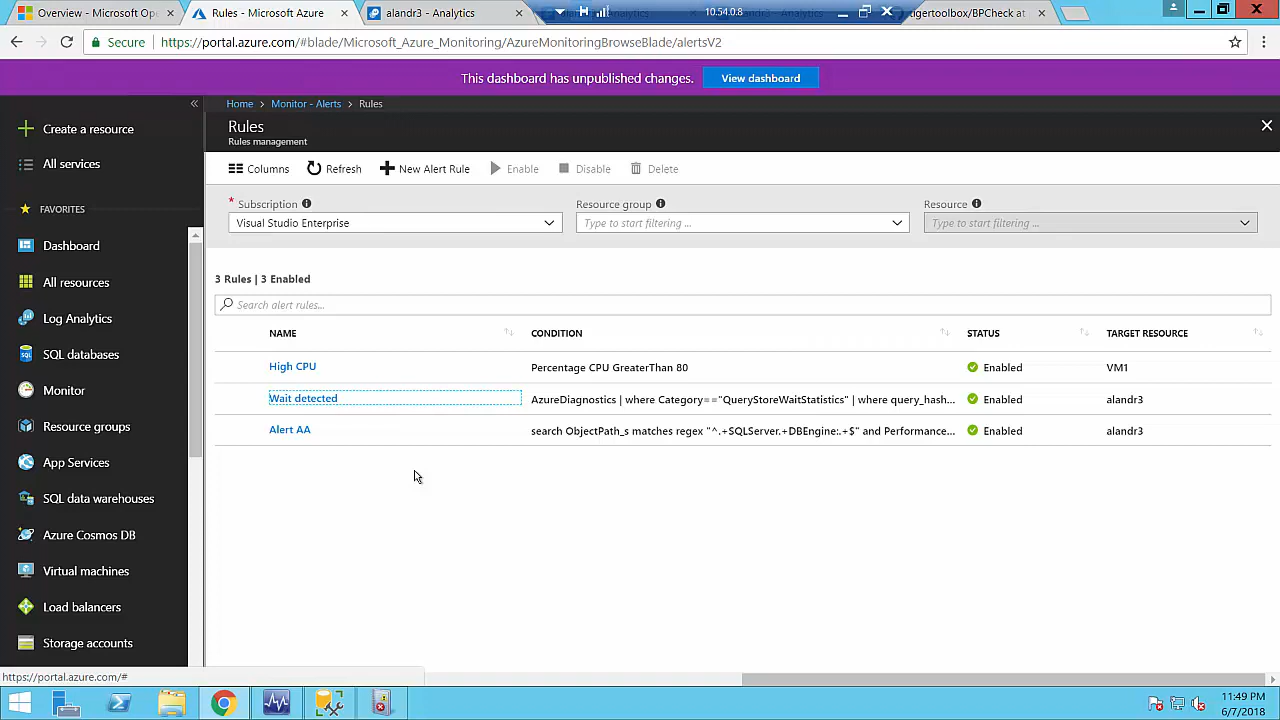 Overview - Microsoft Op
Rules - Microsoft Azure
alandr3 - Analytics
10.54.0.8
tigertoolbox/BPCheck at
Secure
https://portal.azure.com/#blade/Microsoft_Azure_Monitoring/AzureMonitoringBrowseBlade/alertsV2
This dashboard has unpublished changes.
View dashboard
Home > Monitor - Alerts > Rules
Rules
Rules management
Columns
Refresh
New Alert Rule
Enable
Disable
Delete
* Subscription
Resource group
Resource
Visual Studio Enterprise
Type to start filtering ...
Type to start filtering ...
3 Rules | 3 Enabled
Search alert rules...
NAME
CONDITION
STATUS
TARGET RESOURCE
High CPU
Percentage CPU GreaterThan 80
Enabled
VM1
Wait detected
AzureDiagnostics | where Category=="QueryStoreWaitStatistics" | where query_hash...
Enabled
alandr3
Alert AA
search ObjectPath_s matches regex "^.+SQLServer.+DBEngine:.+$" and Performance...
Enabled
alandr3
Create a resource
All services
FAVORITES
Dashboard
All resources
Log Analytics
SQL databases
Monitor
Resource groups
App Services
SQL data warehouses
Azure Cosmos DB
Virtual machines
Load balancers
Storage accounts
https://portal.azure.com/#
11:49 PM
6/7/2018